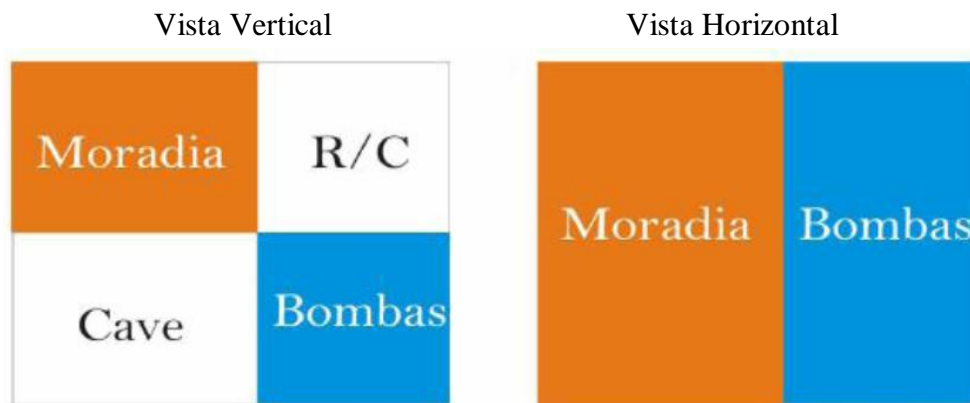 Vista Vertical
Vista Horizontal
Moradia
R/C
Cave
Bombas
Moradia
Bombas